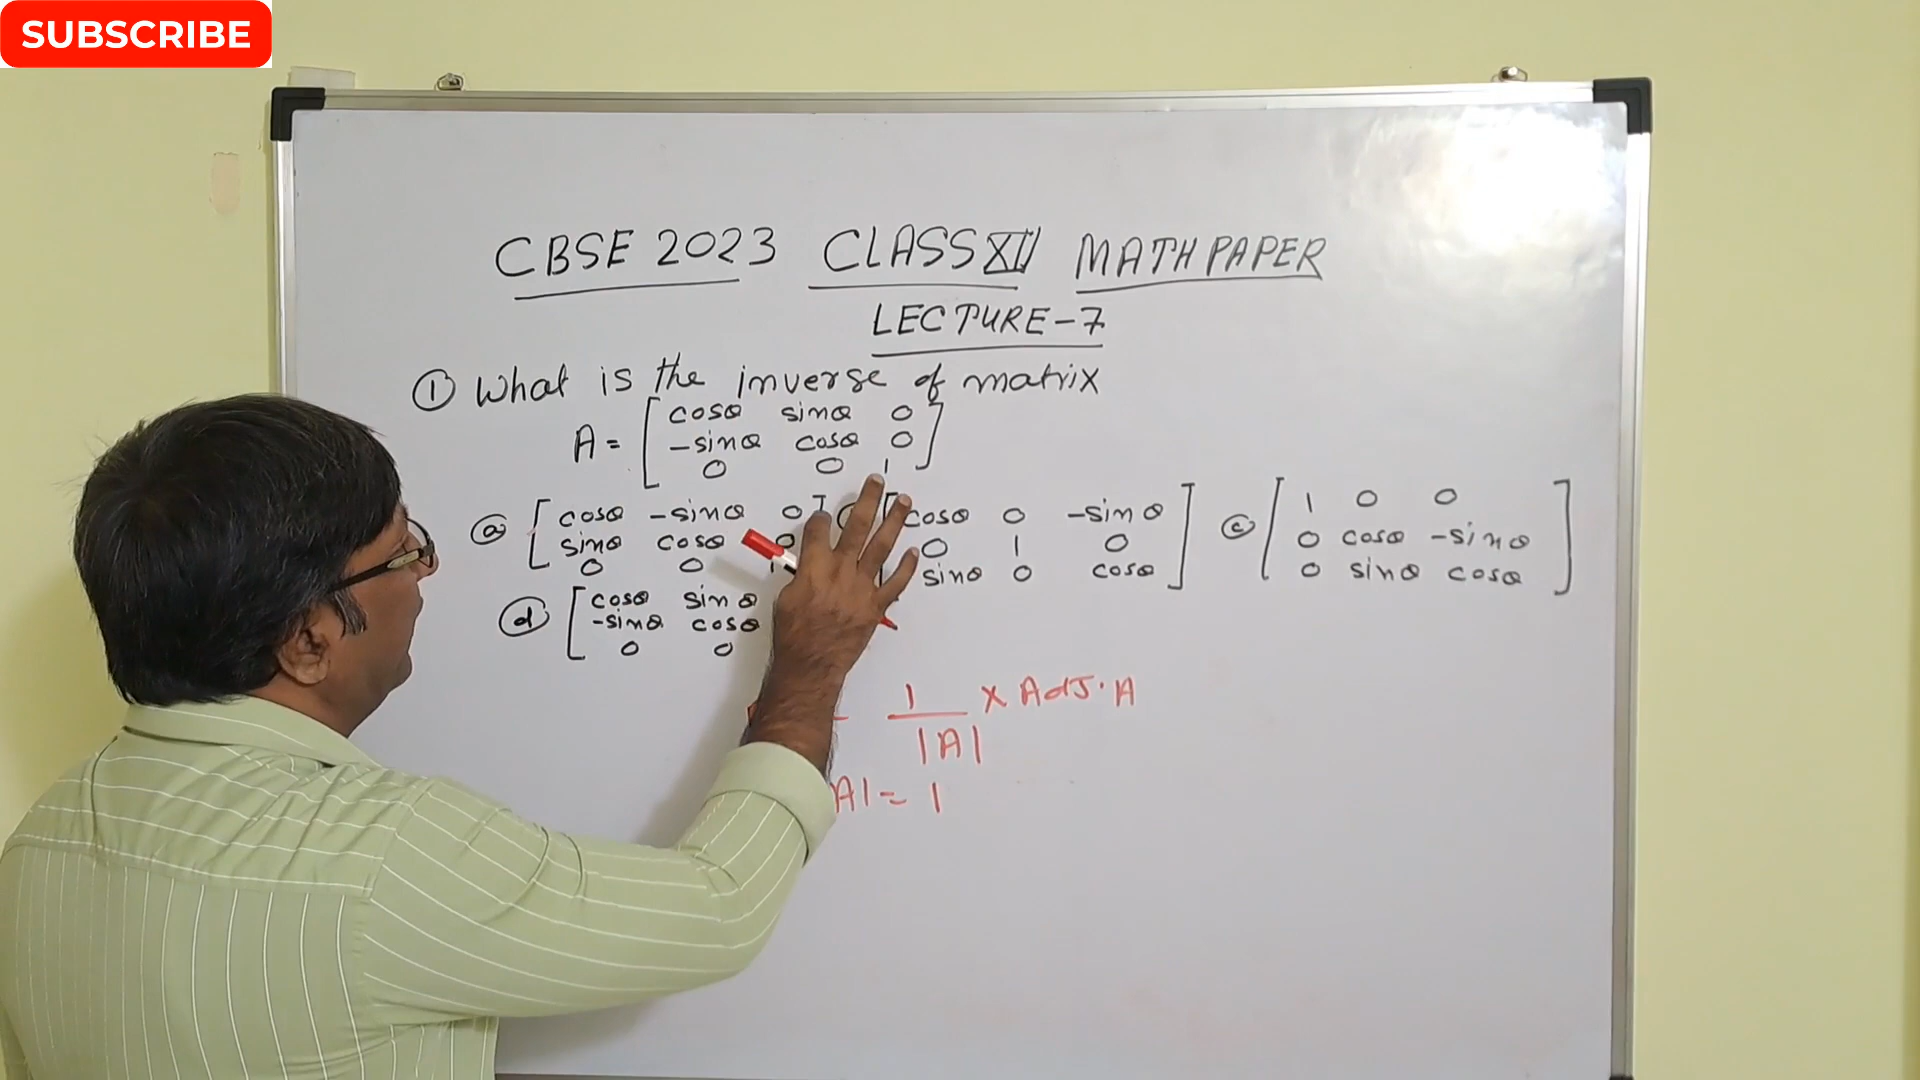 SUBSCRIBE
CBSE 2023 CLASS XII MATH PAPER
LECTURE-7
① What is the inverse of matrix
A = [ cosθ sinθ 0
-sinθ cosθ 0
0 0 1 ]
ⓐ [ cosθ -sinθ 0
sinθ cosθ 0
0 0 1
[ cosθ 0 -sinθ
0 1 0
sinθ 0 cosθ ]
ⓒ [ 1 0 0
0 cosθ -sinθ
0 sinθ cosθ ]
ⓓ [ cosθ sinθ
-sinθ cosθ
0 0
1 × Adj. A
|A|
A| = 1